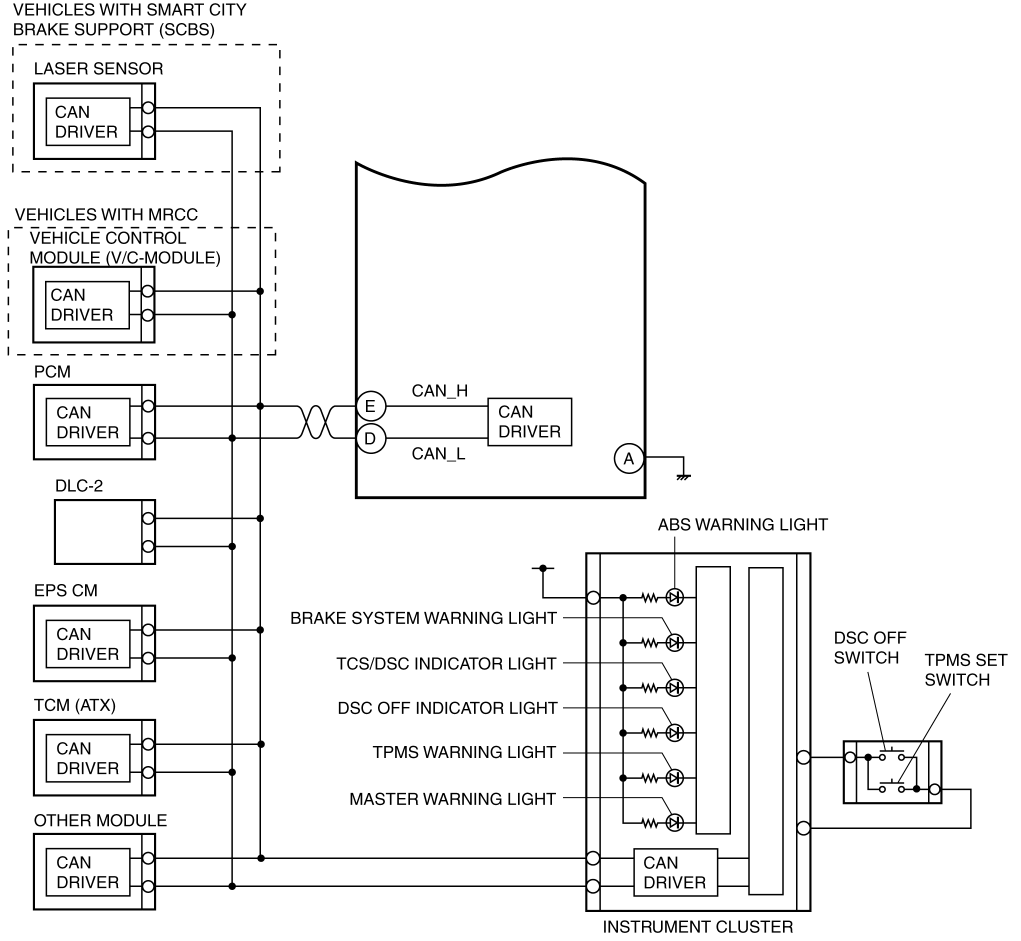 VEHICLES WITH SMART CITY
BRAKE SUPPORT (SCBS)
LASER SENSOR
CAN
DRIVER
VEHICLES WITH MRCC
VEHICLE CONTROL
MODULE (V/C-MODULE)
CAN
DRIVER
PCM
CAN
DRIVER
E
CAN_H
D
CAN_L
CAN
DRIVER
A
DLC-2
EPS CM
CAN
DRIVER
TCM (ATX)
CAN
DRIVER
OTHER MODULE
CAN
DRIVER
ABS WARNING LIGHT
BRAKE SYSTEM WARNING LIGHT
TCS/DSC INDICATOR LIGHT
DSC OFF INDICATOR LIGHT
TPMS WARNING LIGHT
MASTER WARNING LIGHT
DSC OFF
SWITCH
TPMS SET
SWITCH
CAN
DRIVER
INSTRUMENT CLUSTER